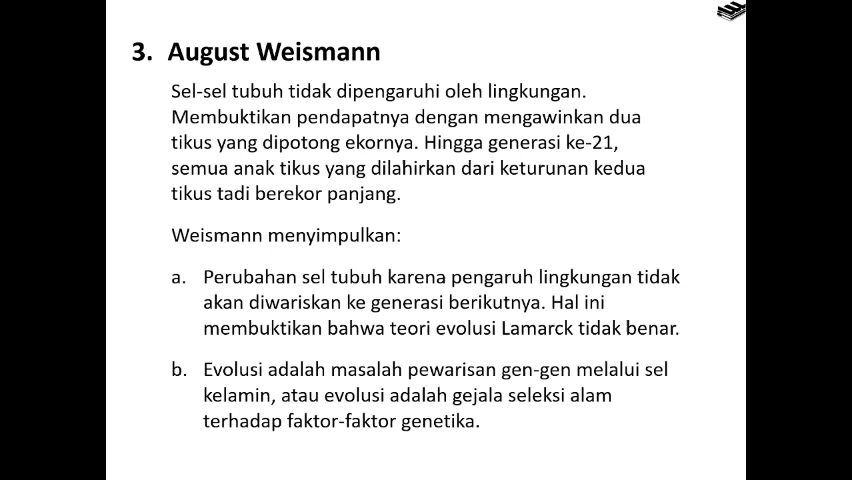 3. August Weismann
Sel-sel tubuh tidak dipengaruhi oleh lingkungan.
Membuktikan pendapatnya dengan mengawinkan dua
tikus yang dipotong ekornya. Hingga generasi ke-21,
semua anak tikus yang dilahirkan dari keturunan kedua
tikus tadi berekor panjang.
Weismann menyimpulkan:
a. Perubahan sel tubuh karena pengaruh lingkungan tidak
akan diwariskan ke generasi berikutnya. Hal ini
membuktikan bahwa teori evolusi Lamarck tidak benar.
b. Evolusi adalah masalah pewarisan gen-gen melalui sel
kelamin, atau evolusi adalah gejala seleksi alam
terhadap faktor-faktor genetika.